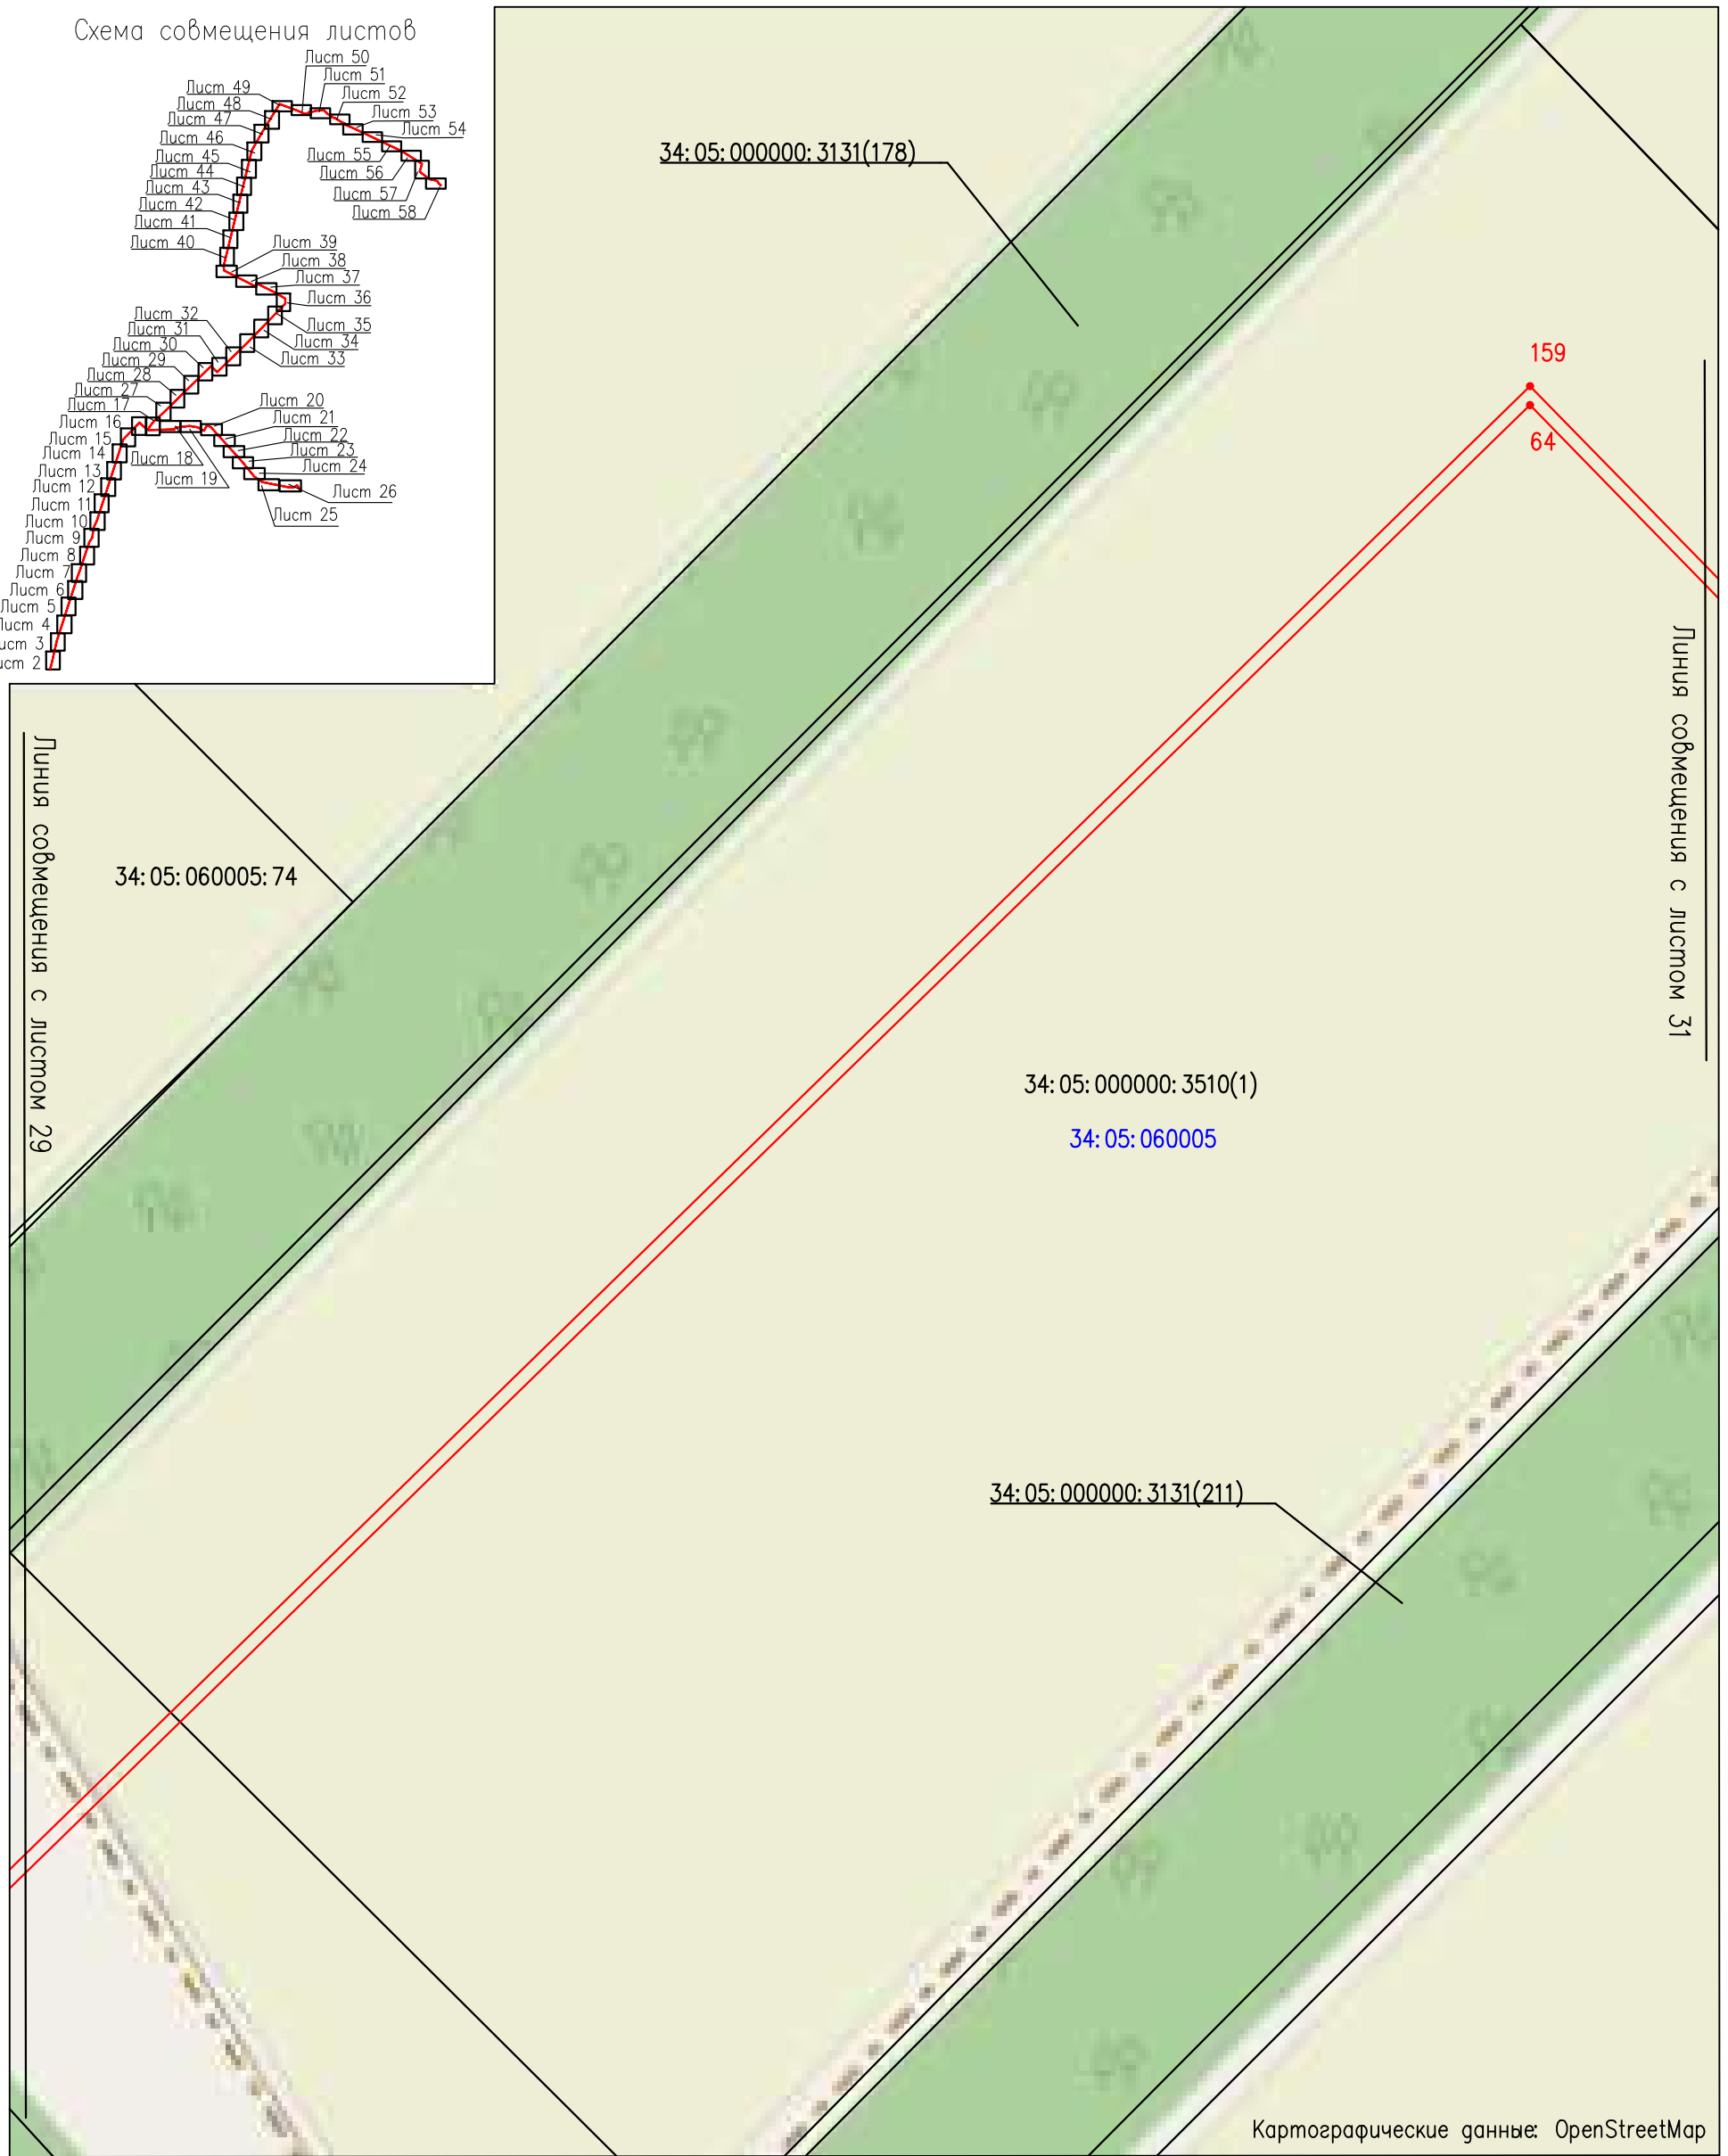 Схема совмещения листов
Лист 50
Лист 51
Лист 49
Лист 52
Лист 48
Лист 53
Лист 47
Лист 54
Лист 46
Лист 55
Лист 45
Лист 56
Лист 44
Лист 57
Лист 43
Лист 58
Лист 42
Лист 41
Лист 40
Лист 39
Лист 38
Лист 37
Лист 36
Лист 32
Лист 35
Лист 31
Лист 34
Лист 30
Лист 33
Лист 29
Лист 28
Лист 27
Лист 17
Лист 20
Лист 16
Лист 21
Лист 15
Лист 22
Лист 14
Лист 23
Лист 18
Лист 24
Лист 13
Лист 19
Лист 12
Лист 26
Лист 11
Лист 25
Лист 10
Лист 9
Лист 8
Лист 7
Лист 6
Лист 5
Лист 4
ист 3
ист 2
34:05:000000:3131(178)
159
64
Линия совмещения с листом 31
Линия совмещения с листом 29
34:05:060005:74
34:05:000000:3510(1)
34:05:060005
34:05:000000:3131(211)
Картографические данные: OpenStreetMap